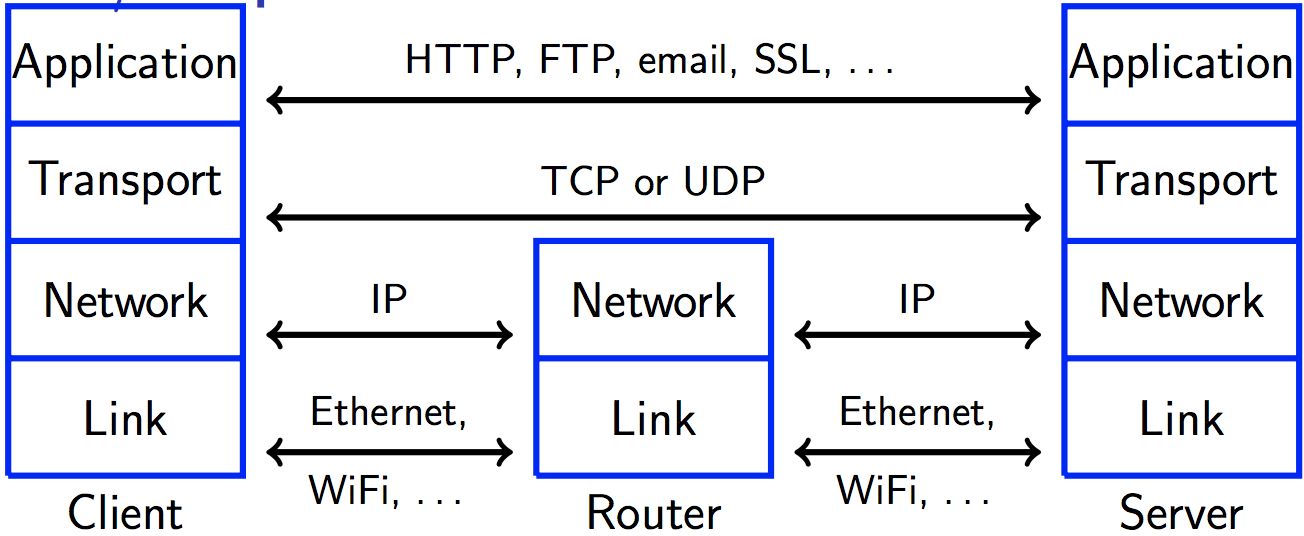 Application
HTTP, FTP, email, SSL, ...
Application
Transport
TCP or UDP
Transport
Network
IP
Network
IP
Network
Link
Ethernet,
WiFi, ...
Link
Ethernet,
WiFi, ...
Link
Client
Router
Server